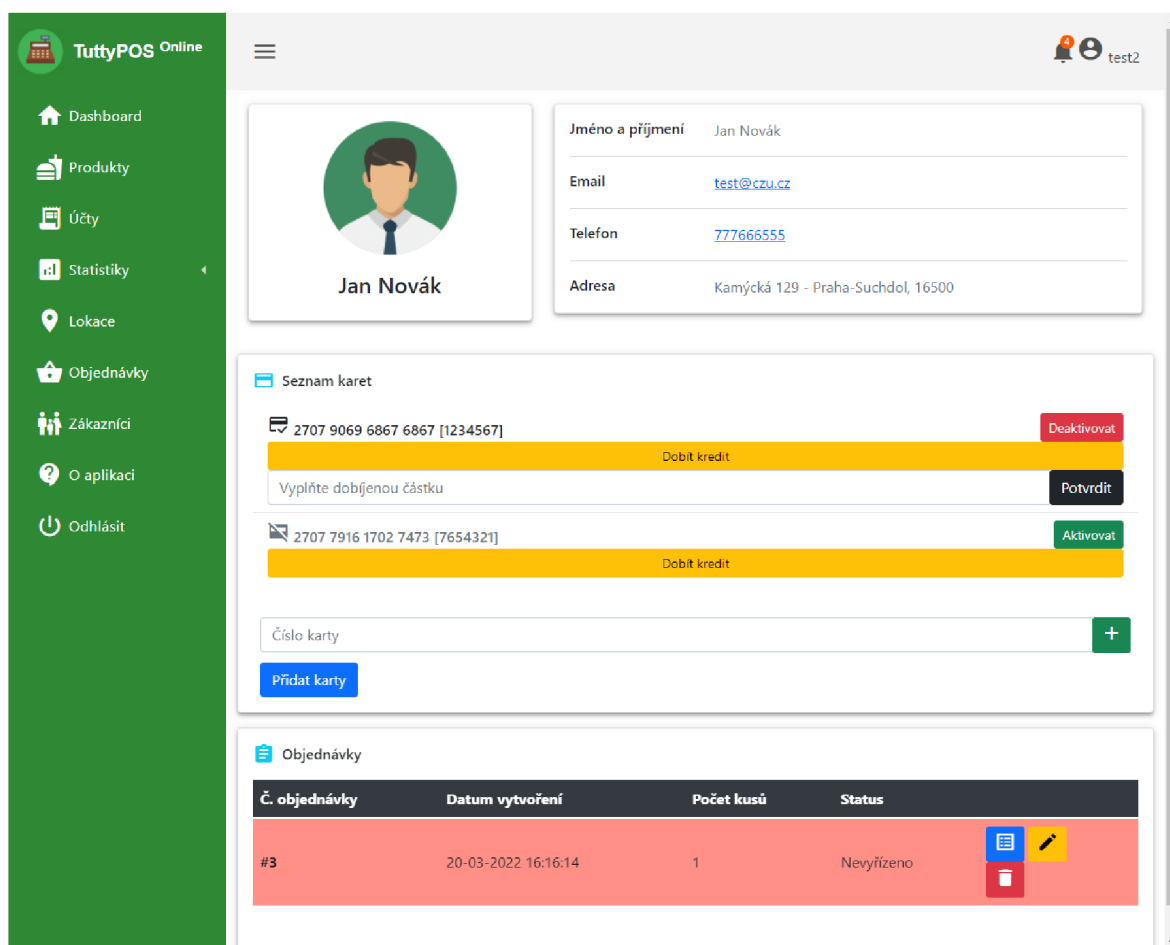 TuttyPOS Online
4
test2
Dashboard
Produkty
Účty
Statistiky
Lokace
Objednávky
Zákazníci
O aplikaci
Odhlásit
Jan Novák
Jméno a příjmení Jan Novák
Email test@czu.cz
Telefon 777666555
Adresa Kamýcká 129 - Praha-Suchdol, 16500
Seznam karet
2707 9069 6867 6867 [1234567] Deaktivovat
Dobít kredit
Vyplňte dobíjenou částku Potvrdit
2707 7916 1702 7473 [7654321] Aktivovat
Dobít kredit
Číslo karty +
Přidat karty
Objednávky
Č. objednávky Datum vytvoření Počet kusů Status
#3 20-03-2022 16:16:14 1 Nevyřízeno